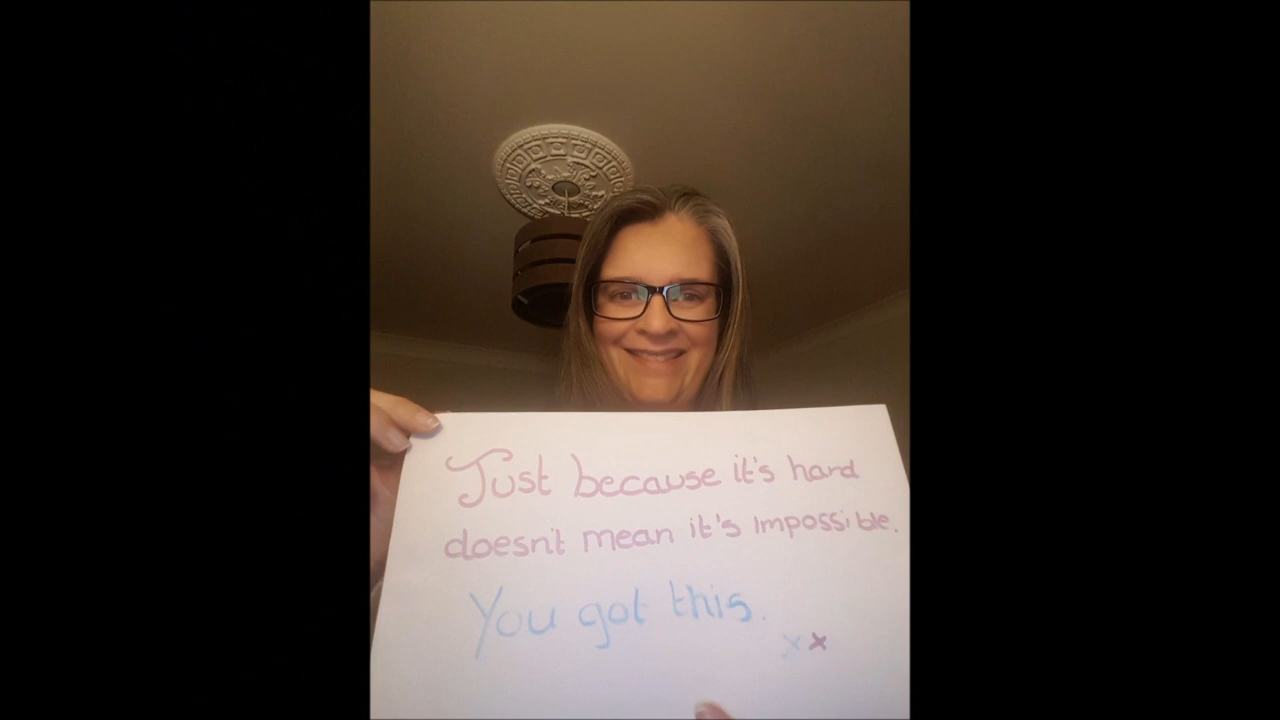 Just because it's hard
doesn't mean it's impossible.
You got this.
xx